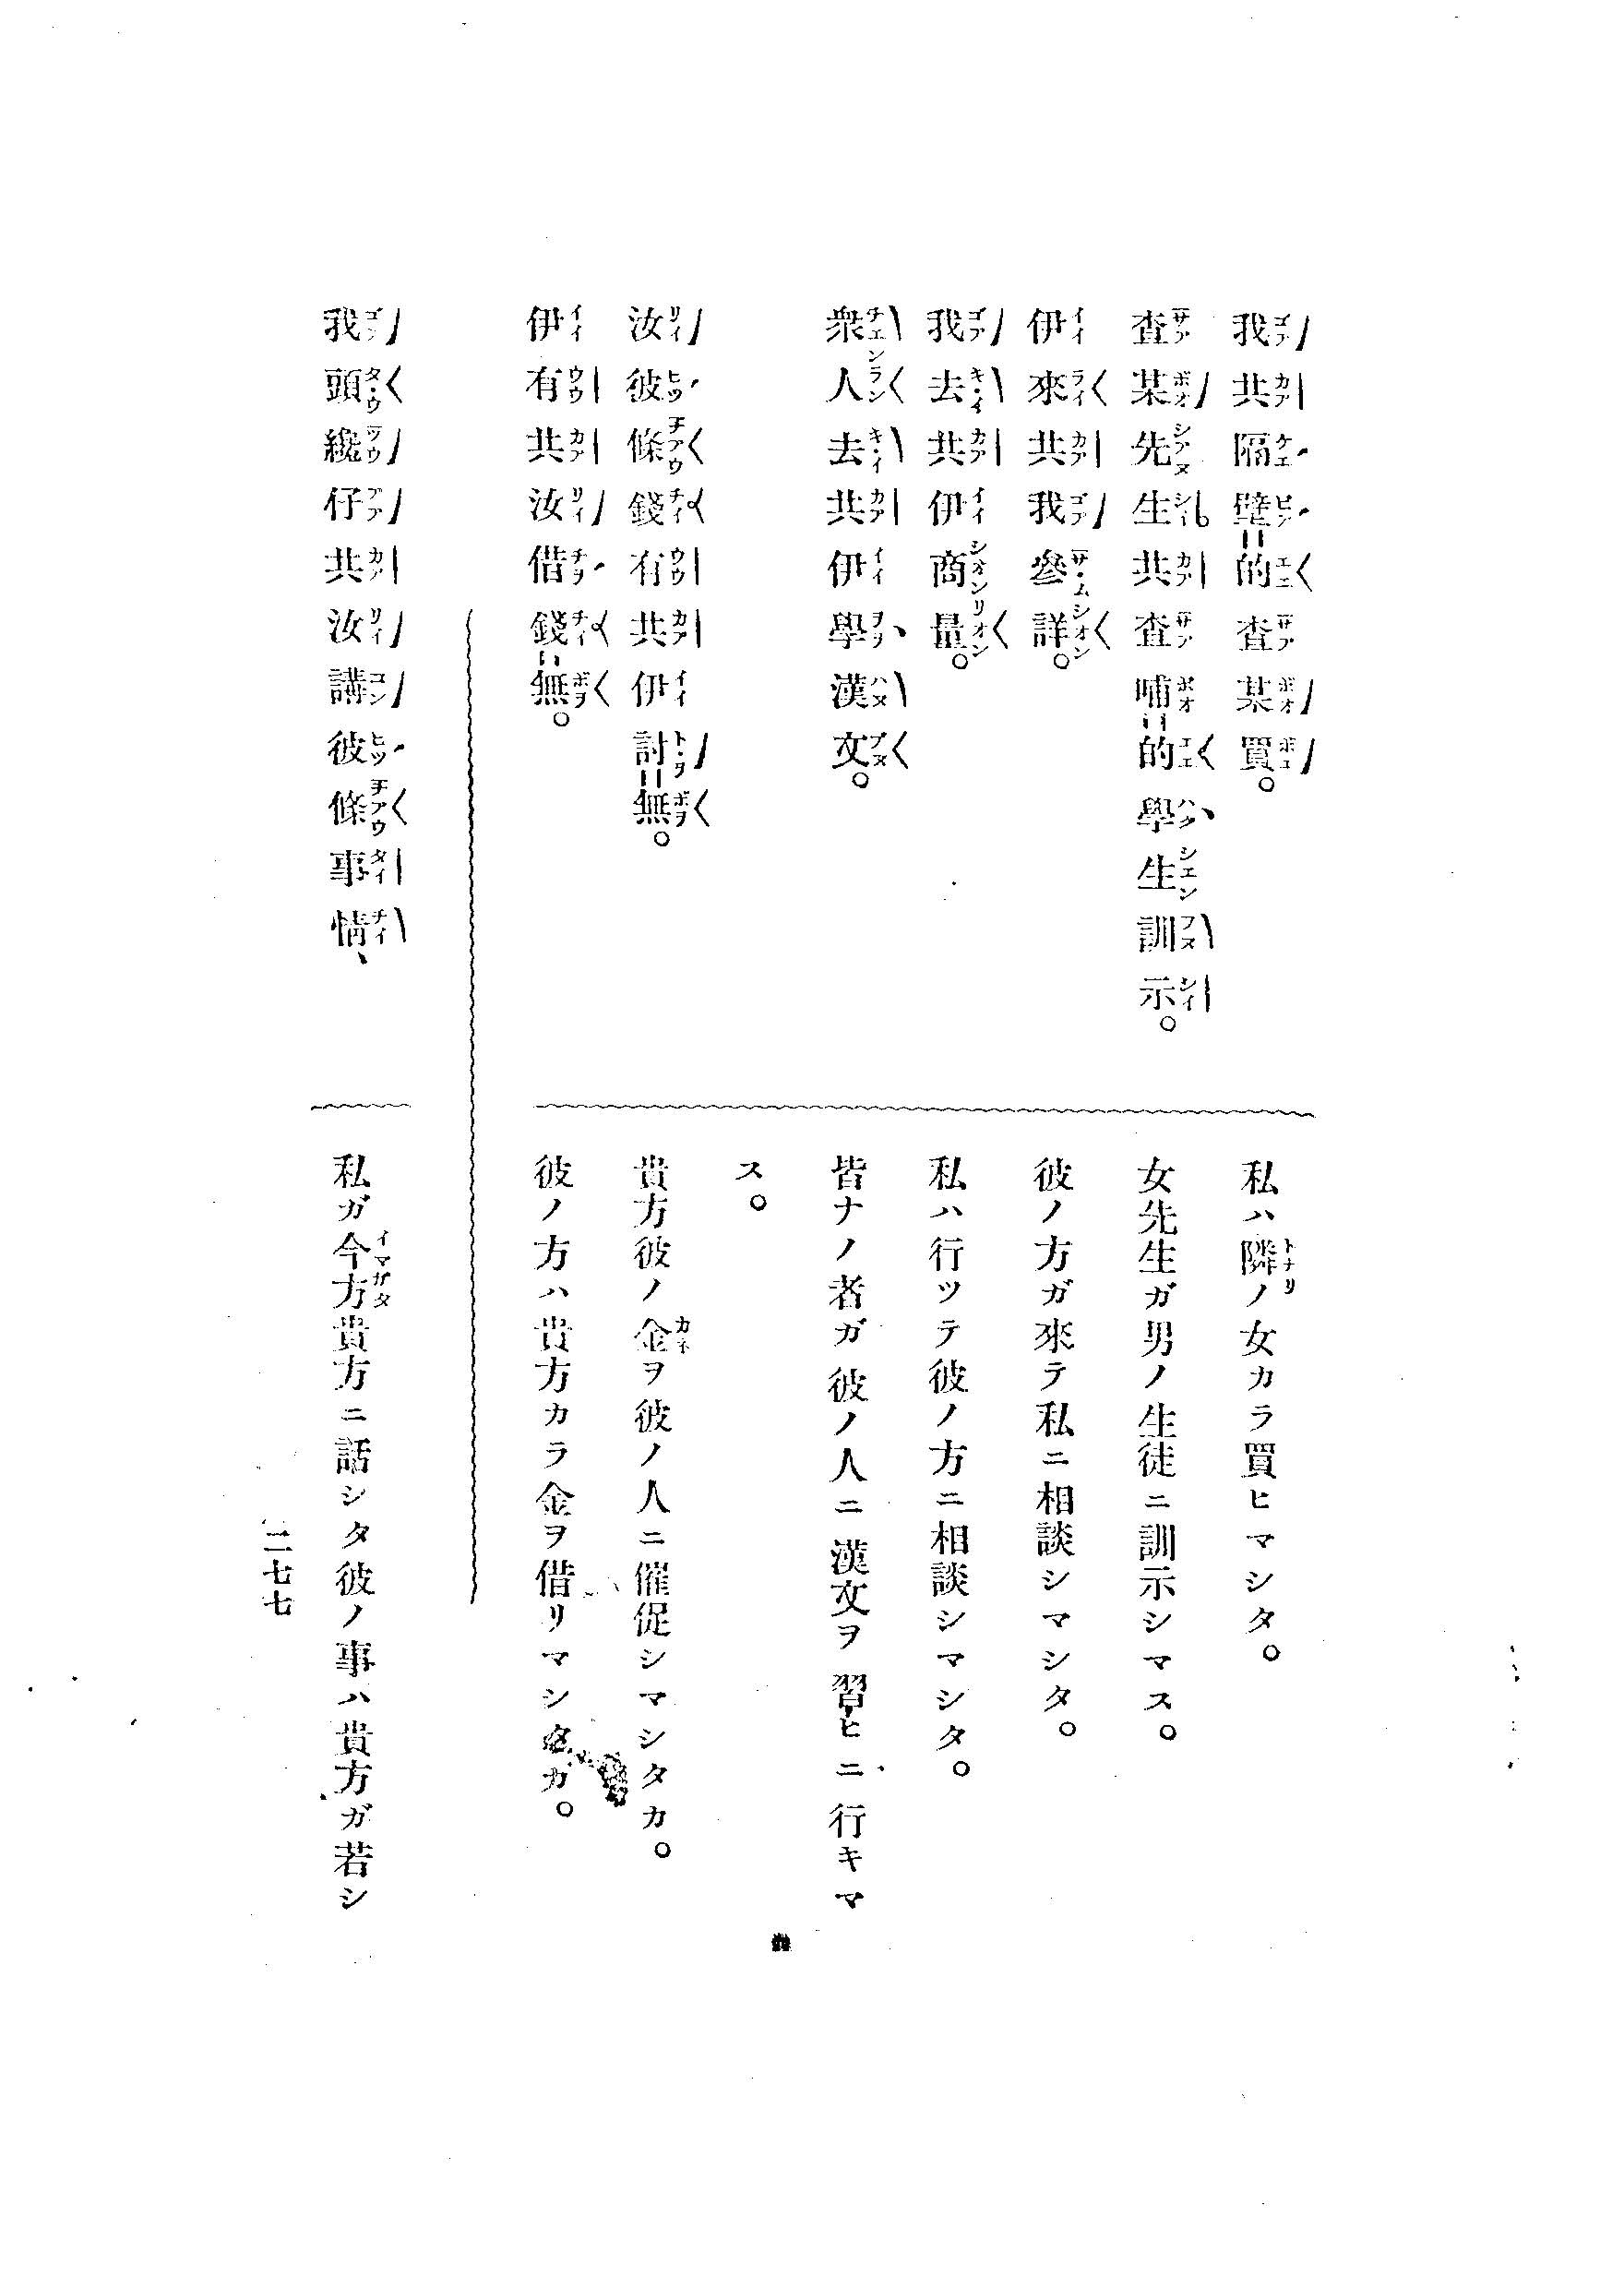 我共隔壁=的查某買。
私ハ隣ノ女カラ買ヒマシタ。
查某先生共查哺=的學生訓示。
女先生ガ男ノ生徒ニ訓示シマス。
伊來共我參詳。
彼ノ方ガ來テ私ニ相談シマシタ。
我去共伊商量。
私ハ行ツテ彼ノ方ニ相談シマシタ。
衆人去共伊學漢文。
皆ナノ者ガ彼ノ人ニ漢文ヲ習ヒニ行キマ
ス。
汝彼條錢有共伊討=無。
貴方彼ノ金ヲ彼ノ人ニ催促シマシタカ。
伊有共汝借錢=無。
彼ノ方ハ貴方カラ金ヲ借リマシタカ。
我頭纔仔共汝講彼條事情、
私ガ今方貴方ニ話シタ彼ノ事ハ貴方ガ若シ
二七七